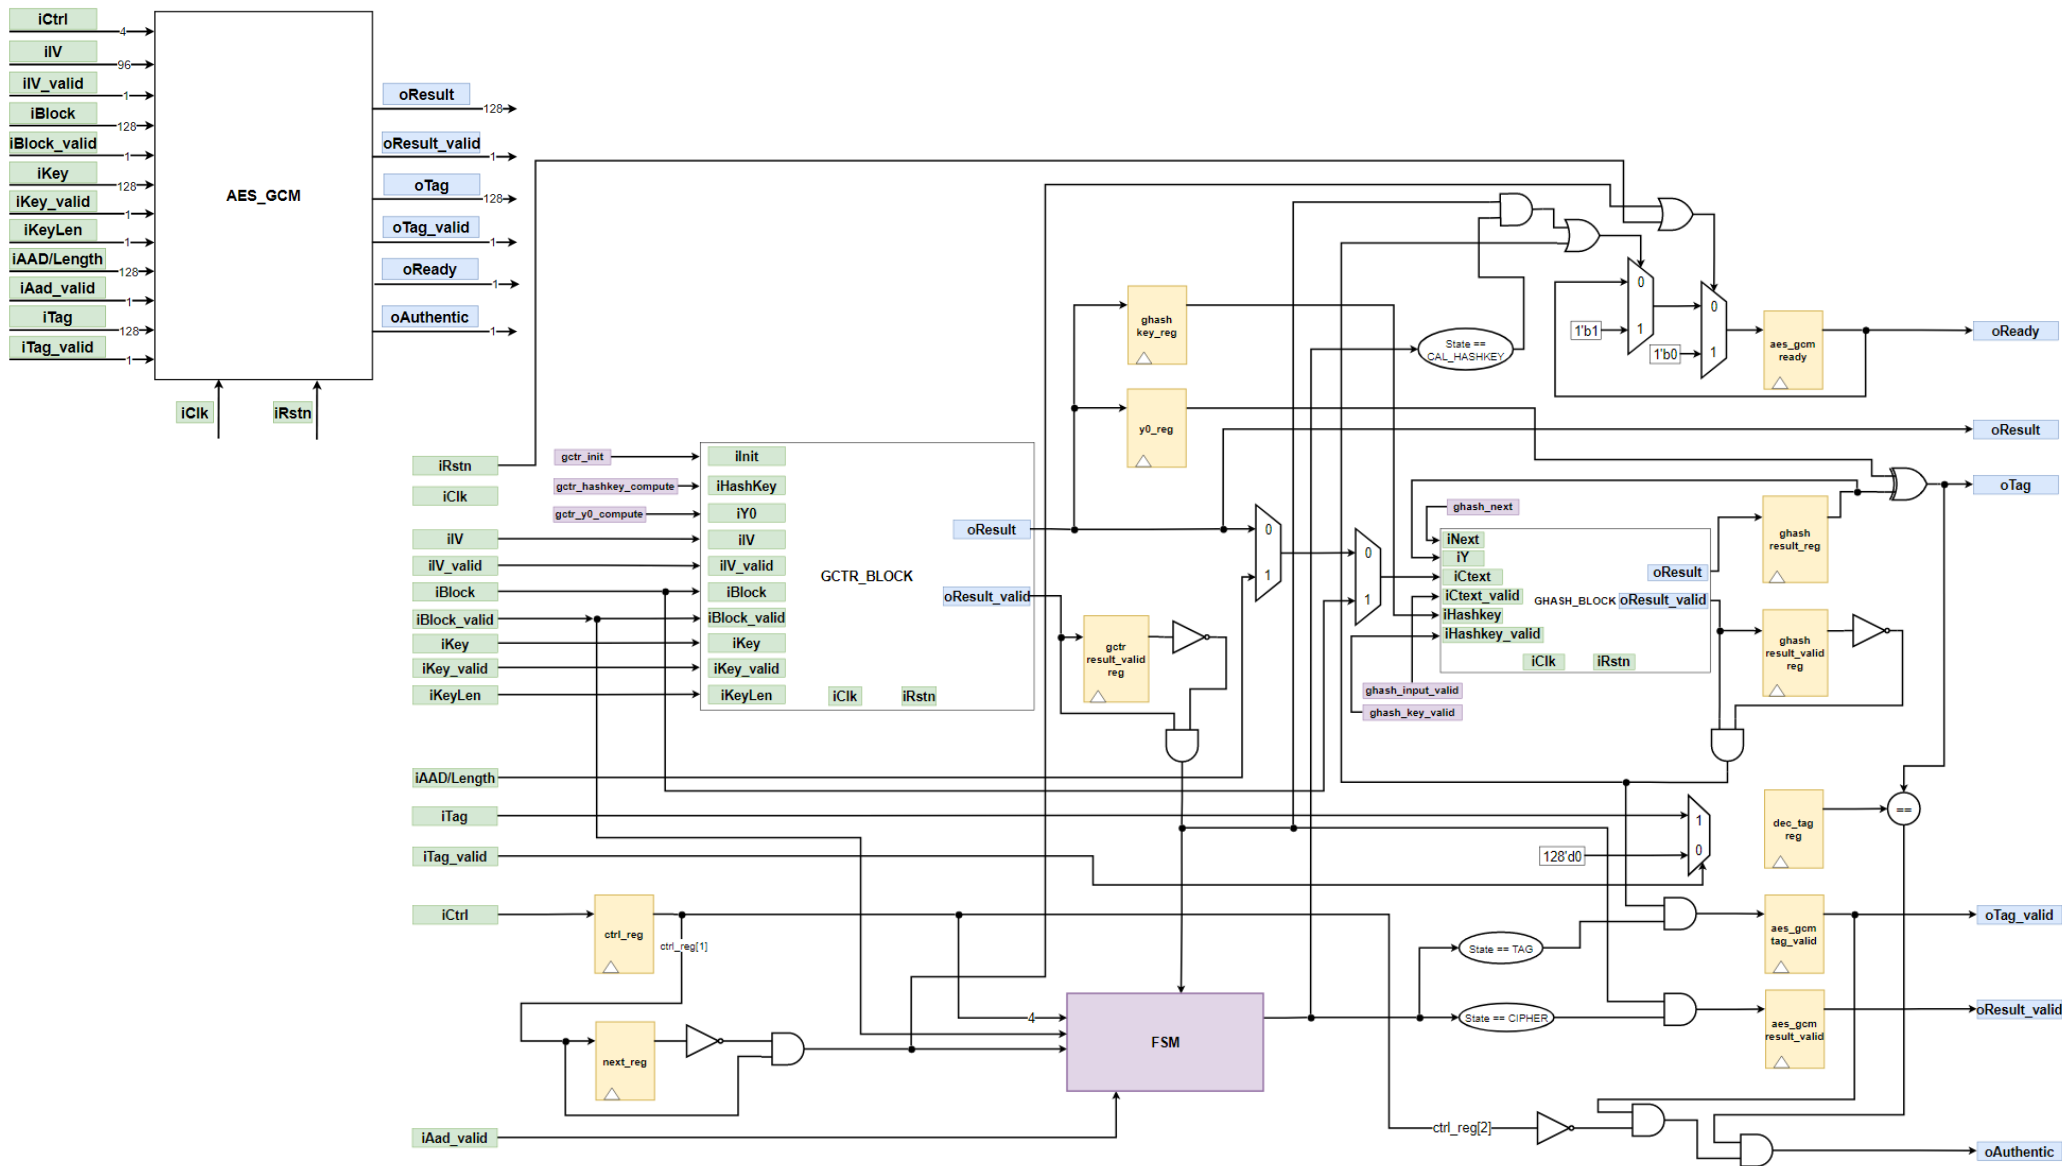 iCtrl
4
iIV
96
iIV_valid
1
iBlock
128
iBlock_valid
1
iKey
128
iKey_valid
1
iKeyLen
1
iAAD/Length
128
iAad_valid
1
iTag
128
iTag_valid
1
AES_GCM
oResult
128
oResult_valid
1
oTag
128
oTag_valid
1
oReady
1
oAuthentic
1
iClk
iRstn
iRstn
iClk
iIV
iIV_valid
iBlock
iBlock_valid
iKey
iKey_valid
iKeyLen
iAAD/Length
iTag
iTag_valid
iCtrl
iAad_valid
gctr_init
gctr_hashkey_compute
gctr_y0_compute
iInit
iHashKey
iY0
iIV
iIV_valid
iBlock
iBlock_valid
iKey
iKey_valid
iKeyLen
GCTR_BLOCK
iClk
iRstn
oResult
oResult_valid
ghash
key_reg
y0_reg
gctr
result_valid
reg
0
1
0
1
State ==
CAL_HASHKEY
0
1
1'b1
0
1
1'b0
aes_gcm
ready
oReady
oResult
oTag
ghash_next
iNext
iY
iCtext
iCtext_valid
iHashkey
iHashkey_valid
GHASH_BLOCK
iClk
iRstn
oResult
oResult_valid
ghash_input_valid
ghash_key_valid
ghash
result_reg
ghash
result_valid
reg
1
0
128'd0
dec_tag
reg
==
ctrl_reg
ctrl_reg[1]
next_reg
4
FSM
State == TAG
State == CIPHER
aes_gcm
tag_valid
aes_gcm
result_valid
oTag_valid
oResult_valid
ctrl_reg[2]
oAuthentic